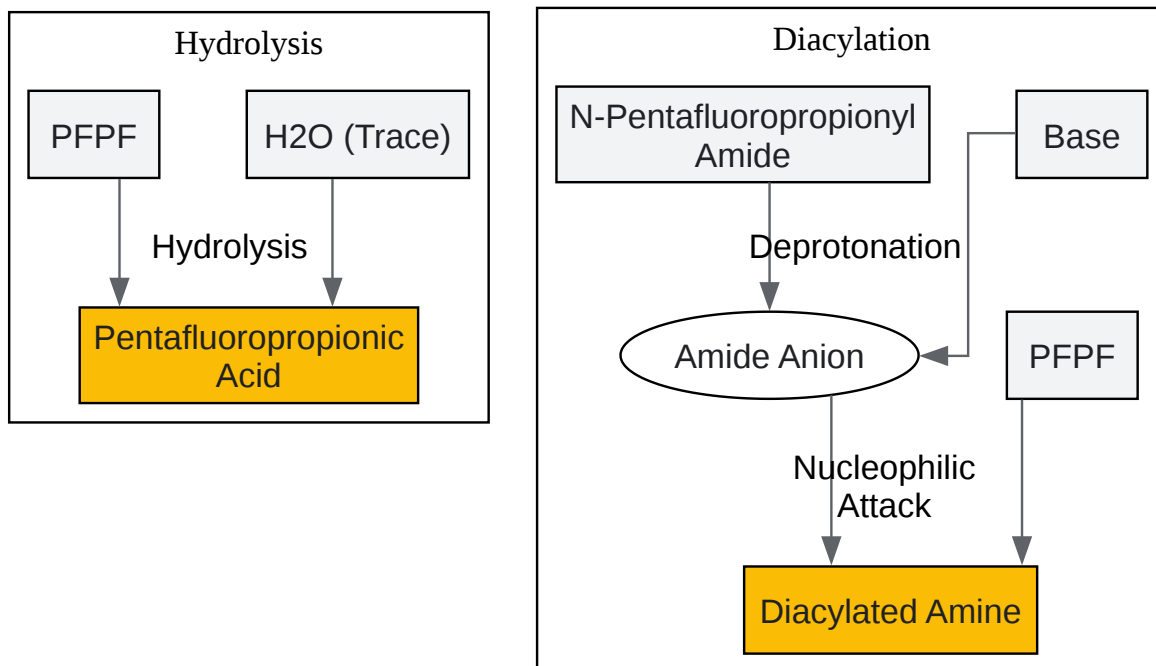 Hydrolysis
PFPF
H2O (Trace)
Hydrolysis
Pentafluoropropionic
Acid
Diacylation
N-Pentafluoropropionyl
Amide
Base
Deprotonation
Amide Anion
PFPF
Nucleophilic
Attack
Diacylated Amine